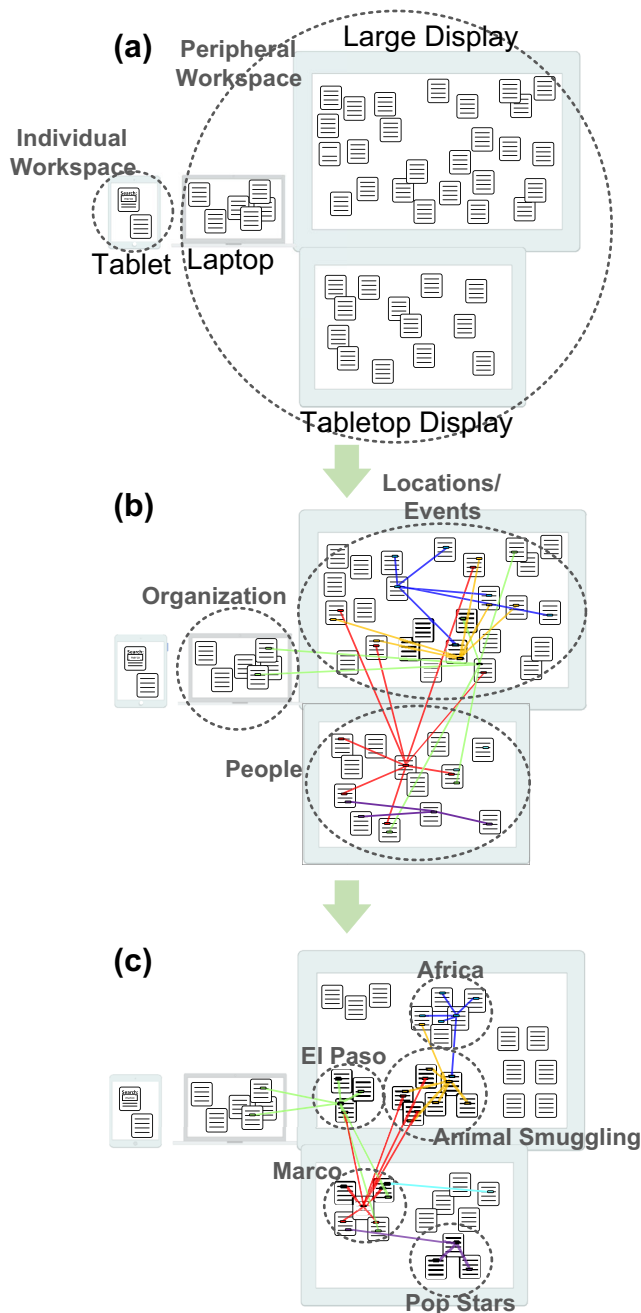 (a)
Large Display
Peripheral
Workspace
Individual
Workspace
Search:
Tablet
Laptop
Tabletop Display
(b)
Locations/
Events
Organization
Search:
People
(c)
Africa
El Paso
Search:
Animal Smuggling
Marco
Pop Stars